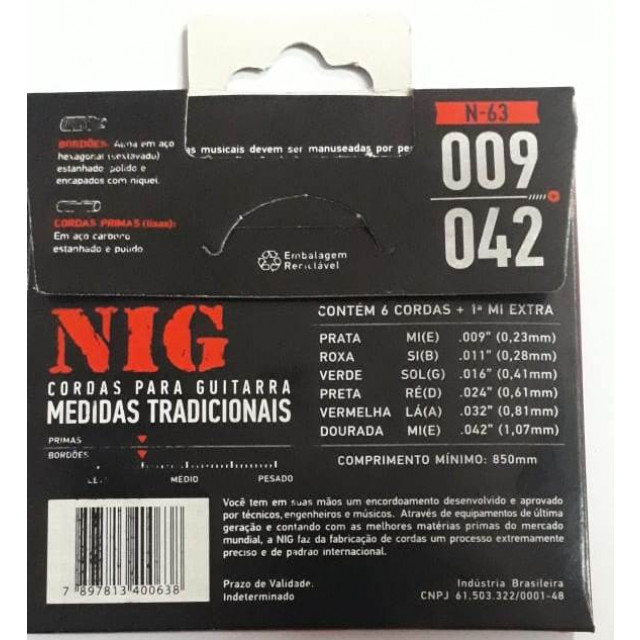 N-63
009
042
BORDÕES: Alma em aço
hexagonal (sextavado)
estanhado polido e
encapados com níquel.
as musicais devem ser manuseadas por pe
CORDAS PRIMAS (lisas):
Em aço carbono
estanhado e polido
Embalagem
Reciclável
NIG
CORDAS PARA GUITARRA
MEDIDAS TRADICIONAIS
PRIMAS
BORDÕES
MEDIO
PESADO
CONTÉM 6 CORDAS + 1ª MI EXTRA
PRATA MI(E) .009" (0,23mm)
ROXA SI(B) .011" (0,28mm)
VERDE SOL(G) .016" (0,41mm)
PRETA RÉ(D) .024" (0,61mm)
VERMELHA LÁ(A) .032" (0,81mm)
DOURADA MI(E) .042" (1,07mm)
COMPRIMENTO MÍNIMO: 850mm
Você tem em suas mãos um encordoamento desenvolvido e aprovado
por técnicos, engenheiros e músicos. Através de equipamentos de última
geração e contando com as melhores matérias primas do mercado
mundial, a NIG faz da fabricação de cordas um processo extremamente
preciso e de padrão internacional.
7 897813 400638
Prazo de Validade:
Indeterminado
Indústria Brasileira
CNPJ 61.503.322/0001-48